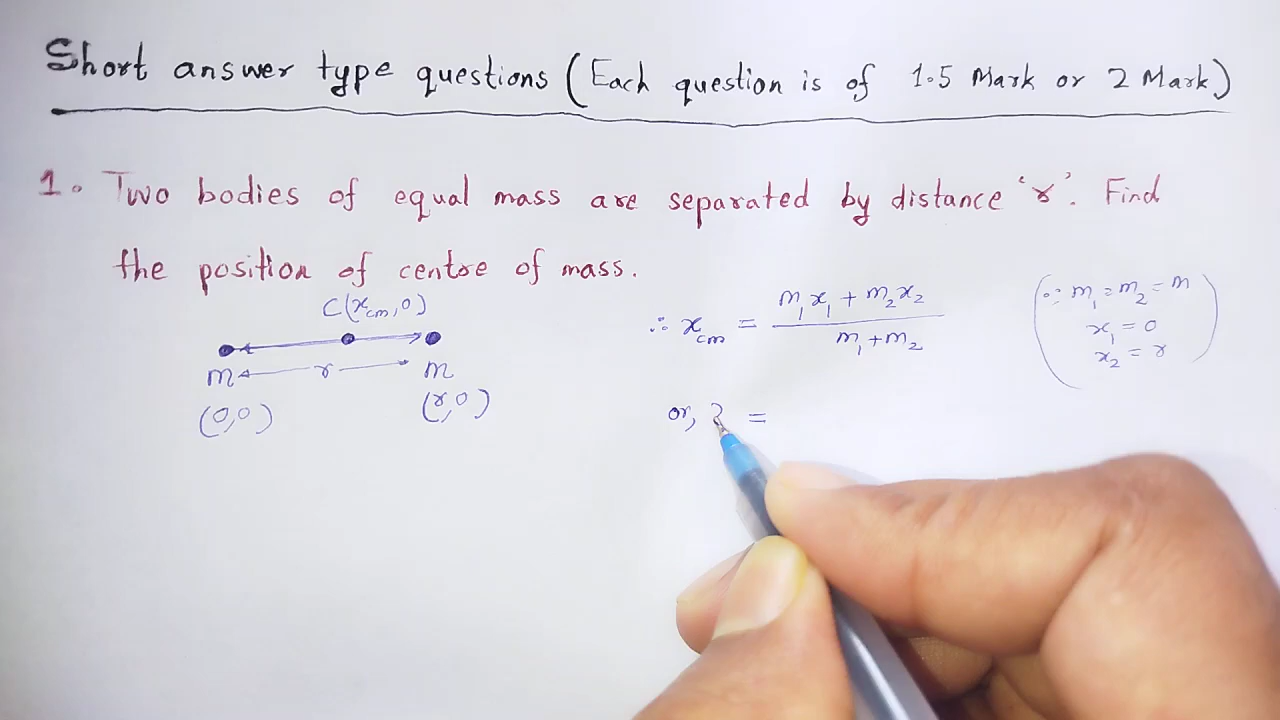 Short answer type questions (Each question is of 1.5 Mark or 2 Mark)
1. Two bodies of equal mass are separated by distance 'r'. Find
the position of centre of mass.
C(x_cm, 0)
m r m
(0,0) (r,0)
∴ x_cm = (m₁x₁ + m₂x₂) / (m₁+m₂)
(∵ m₁ = m₂ = m
x₁ = 0
x₂ = r)
or, =